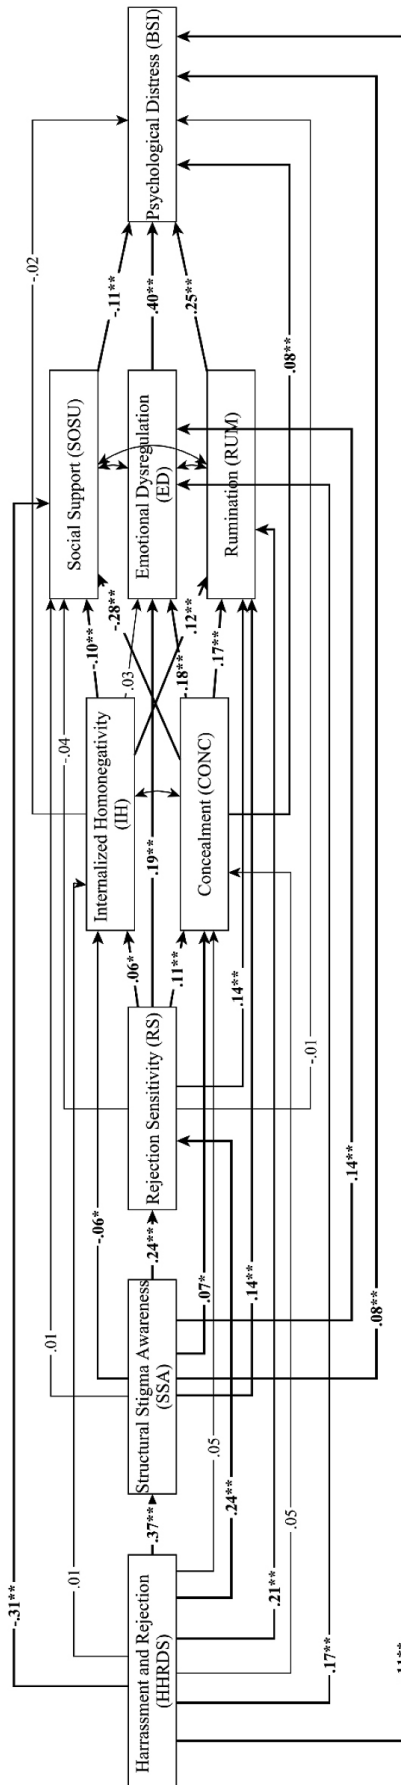 -.31**
.01
-.04
-.02
.01
-.06*
Harrassment and Rejection
(HHRDS)
.37**
Structural Stigma Awareness
(SSA)
.24**
Rejection Sensitivity (RS)
.06*
.19**
.11**
Internalized Homonegativity
(IH)
Concealment (CONC)
-.10**
-.28**
.03
.12**
.18**
.17**
Social Support (SOSU)
Emotional Dysregulation
(ED)
Rumination (RUM)
-.11**
.40**
.25**
Psychological Distress (BSI)
.05
.24**
.07*
.14**
.14**
.08**
.21**
.05
-.01
.17**
.14**
.08**